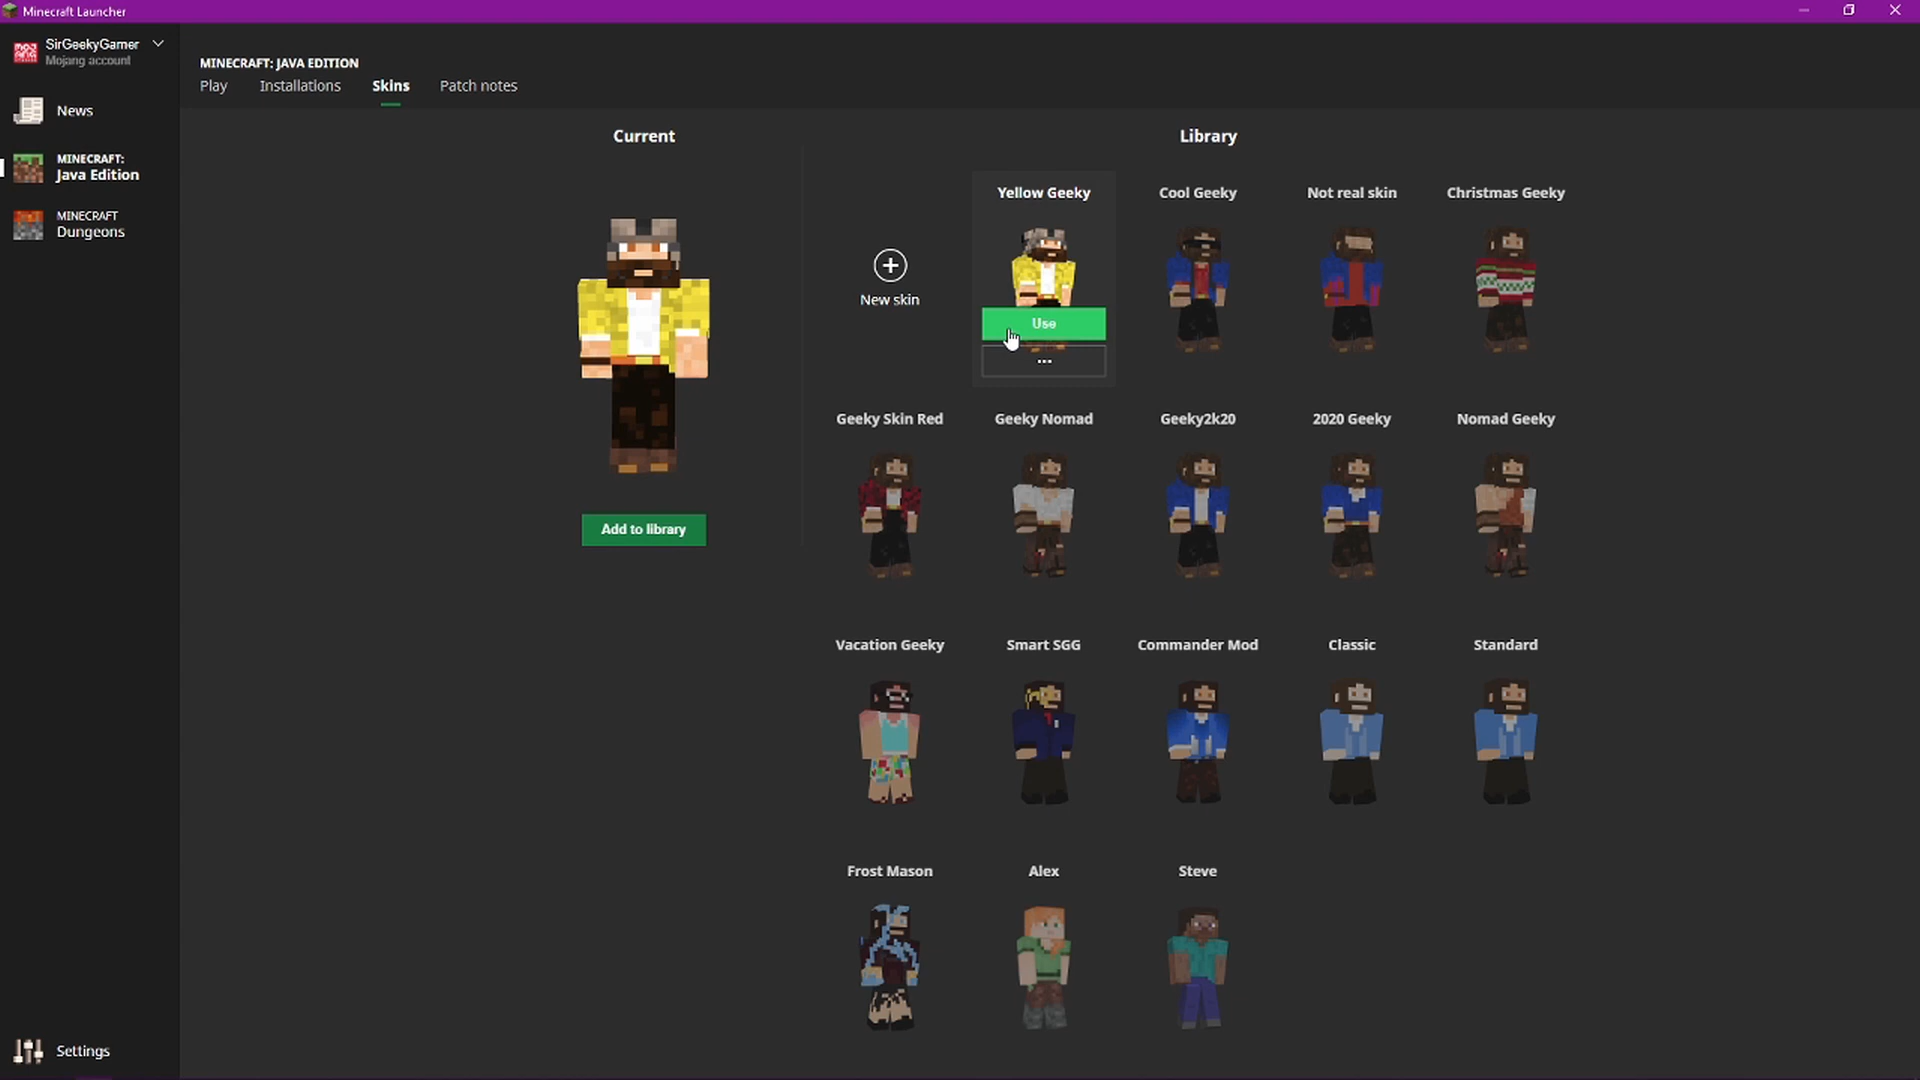 Minecraft Launcher
SirGeekyGamer
Mojang account
News
MINECRAFT:
Java Edition
MINECRAFT
Dungeons
Settings
MINECRAFT: JAVA EDITION
Play Installations Skins Patch notes
Current
Add to library
Library
New skin
Yellow Geeky Cool Geeky Not real skin Christmas Geeky
Use
...
Geeky Skin Red Geeky Nomad Geeky2k20 2020 Geeky Nomad Geeky
Vacation Geeky Smart SGG Commander Mod Classic Standard
Frost Mason Alex Steve